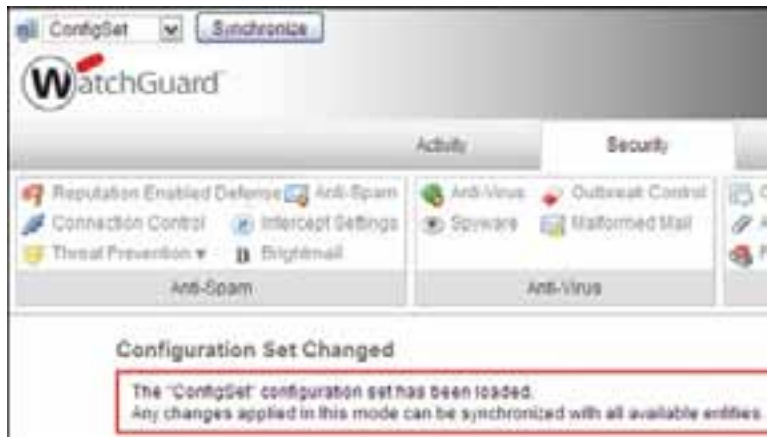 ConfigSet Synchronize
WatchGuard
Activity Security
Reputation Enabled Defense Anti-Spam
Connection Control Intercept Settings
Threat Prevention Brightmail
Anti-Spam
Anti-Virus Outbreak Control
Spyware Malformed Mail
Anti-Virus
Configuration Set Changed
The "ConfigSet" configuration set has been loaded.
Any changes applied in this mode can be synchronized with all available entities